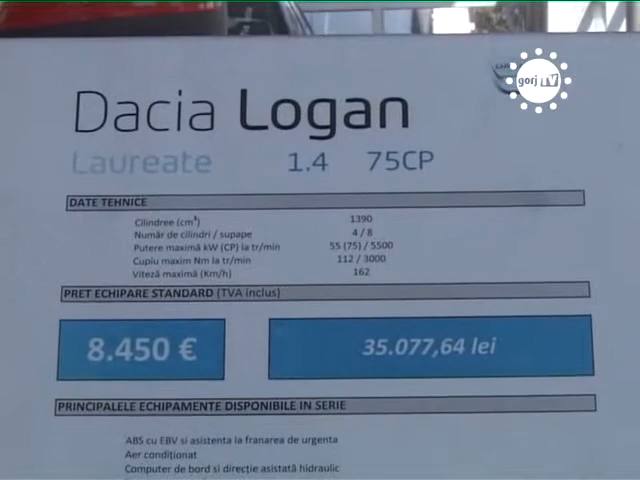 gorj TV
Dacia Logan
Laureate 1.4 75CP
DATE TEHNICE
Cilindree (cm³) 1390
Număr de cilindri / supape 4 / 8
Putere maximă kW (CP) la tr/min 55 (75) / 5500
Cuplu maxim Nm la tr/min 112 / 3000
Viteză maximă (Km/h) 162
PRET ECHIPARE STANDARD (TVA inclus)
8.450 € 35.077,64 lei
PRINCIPALELE ECHIPAMENTE DISPONIBILE IN SERIE
ABS cu EBV si asistenta la franarea de urgenta
Aer condiționat
Computer de bord si direcție asistată hidraulic